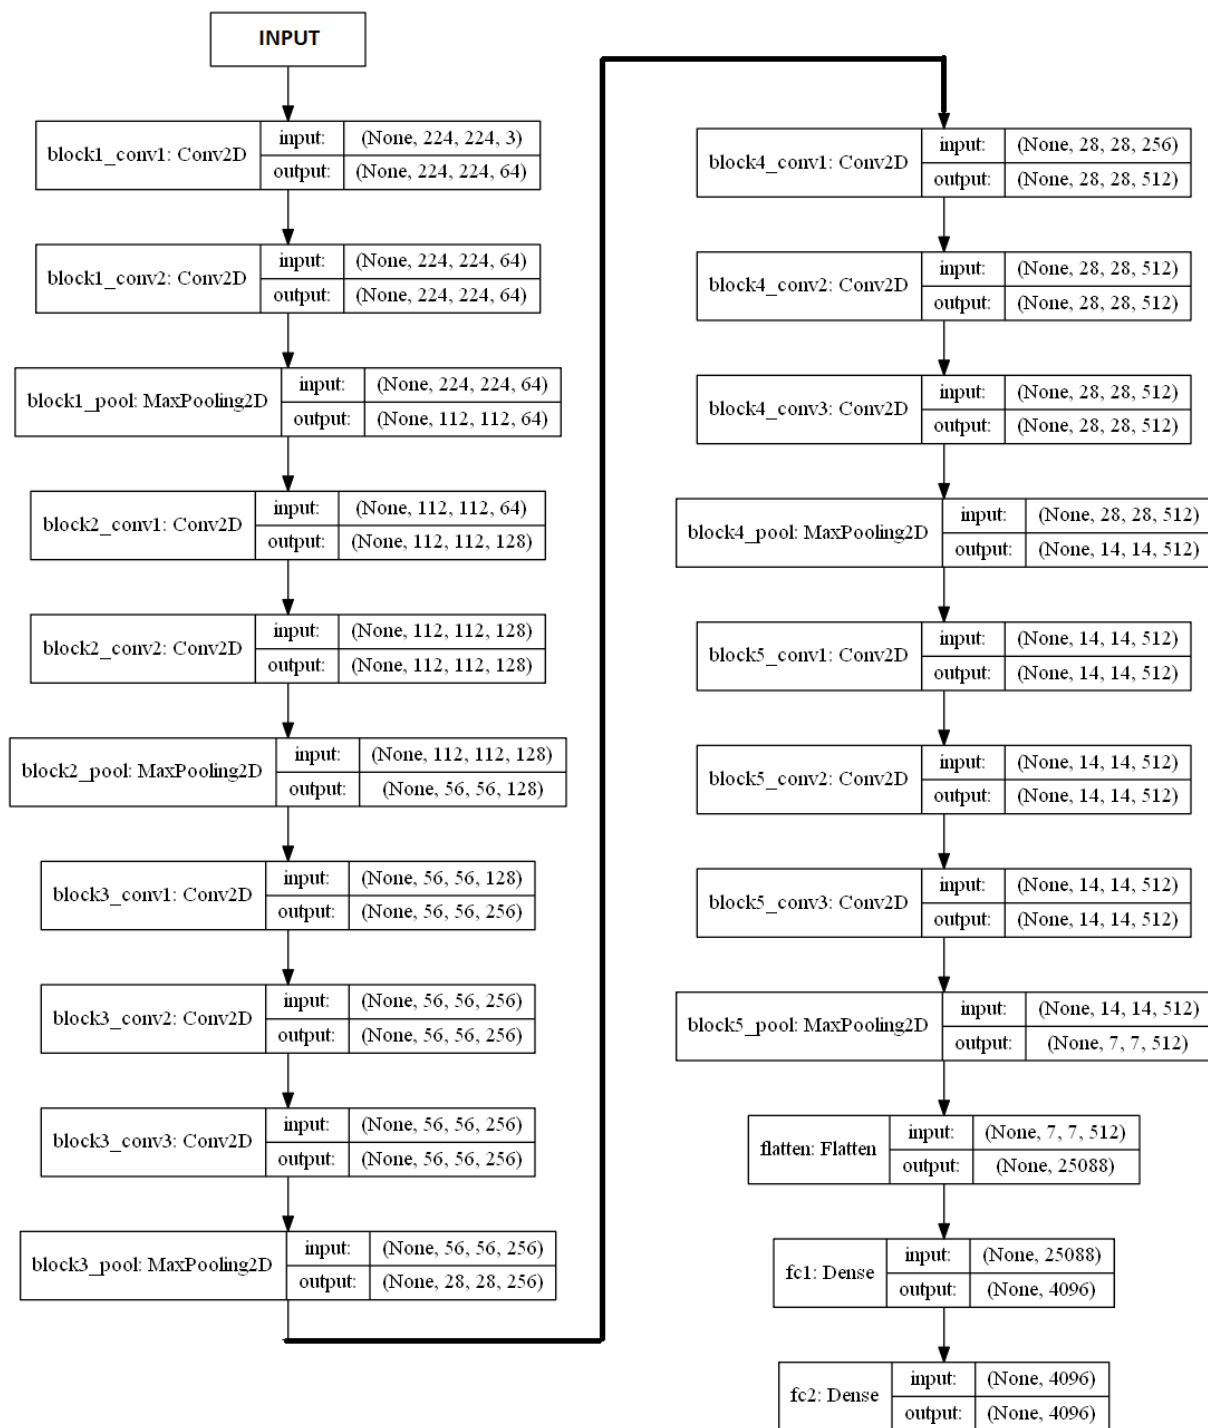 INPUT
block1_conv1: Conv2D
input: (None, 224, 224, 3)
output: (None, 224, 224, 64)
block1_conv2: Conv2D
input: (None, 224, 224, 64)
output: (None, 224, 224, 64)
block1_pool: MaxPooling2D
input: (None, 224, 224, 64)
output: (None, 112, 112, 64)
block2_conv1: Conv2D
input: (None, 112, 112, 64)
output: (None, 112, 112, 128)
block2_conv2: Conv2D
input: (None, 112, 112, 128)
output: (None, 112, 112, 128)
block2_pool: MaxPooling2D
input: (None, 112, 112, 128)
output: (None, 56, 56, 128)
block3_conv1: Conv2D
input: (None, 56, 56, 128)
output: (None, 56, 56, 256)
block3_conv2: Conv2D
input: (None, 56, 56, 256)
output: (None, 56, 56, 256)
block3_conv3: Conv2D
input: (None, 56, 56, 256)
output: (None, 56, 56, 256)
block3_pool: MaxPooling2D
input: (None, 56, 56, 256)
output: (None, 28, 28, 256)
block4_conv1: Conv2D
input: (None, 28, 28, 256)
output: (None, 28, 28, 512)
block4_conv2: Conv2D
input: (None, 28, 28, 512)
output: (None, 28, 28, 512)
block4_conv3: Conv2D
input: (None, 28, 28, 512)
output: (None, 28, 28, 512)
block4_pool: MaxPooling2D
input: (None, 28, 28, 512)
output: (None, 14, 14, 512)
block5_conv1: Conv2D
input: (None, 14, 14, 512)
output: (None, 14, 14, 512)
block5_conv2: Conv2D
input: (None, 14, 14, 512)
output: (None, 14, 14, 512)
block5_conv3: Conv2D
input: (None, 14, 14, 512)
output: (None, 14, 14, 512)
block5_pool: MaxPooling2D
input: (None, 14, 14, 512)
output: (None, 7, 7, 512)
flatten: Flatten
input: (None, 7, 7, 512)
output: (None, 25088)
fc1: Dense
input: (None, 25088)
output: (None, 4096)
fc2: Dense
input: (None, 4096)
output: (None, 4096)